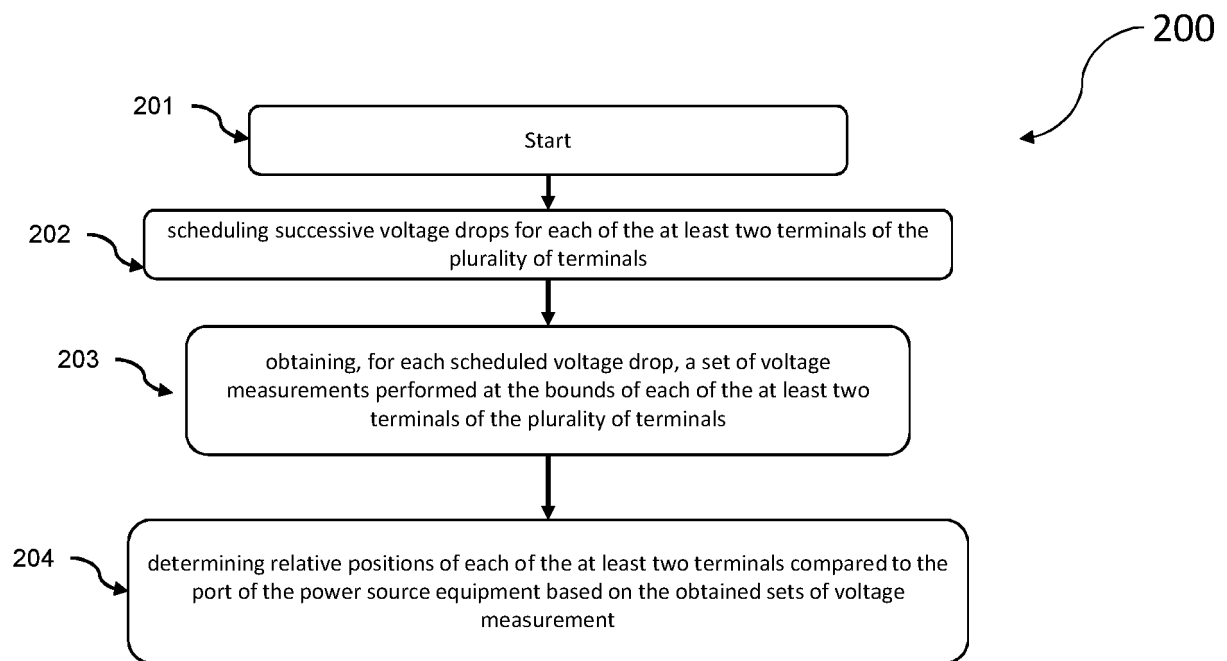 200
201
Start
202
scheduling successive voltage drops for each of the at least two terminals of the
plurality of terminals
203
obtaining, for each scheduled voltage drop, a set of voltage
measurements performed at the bounds of each of the at least two
terminals of the plurality of terminals
204
determining relative positions of each of the at least two terminals compared to the
port of the power source equipment based on the obtained sets of voltage
measurement